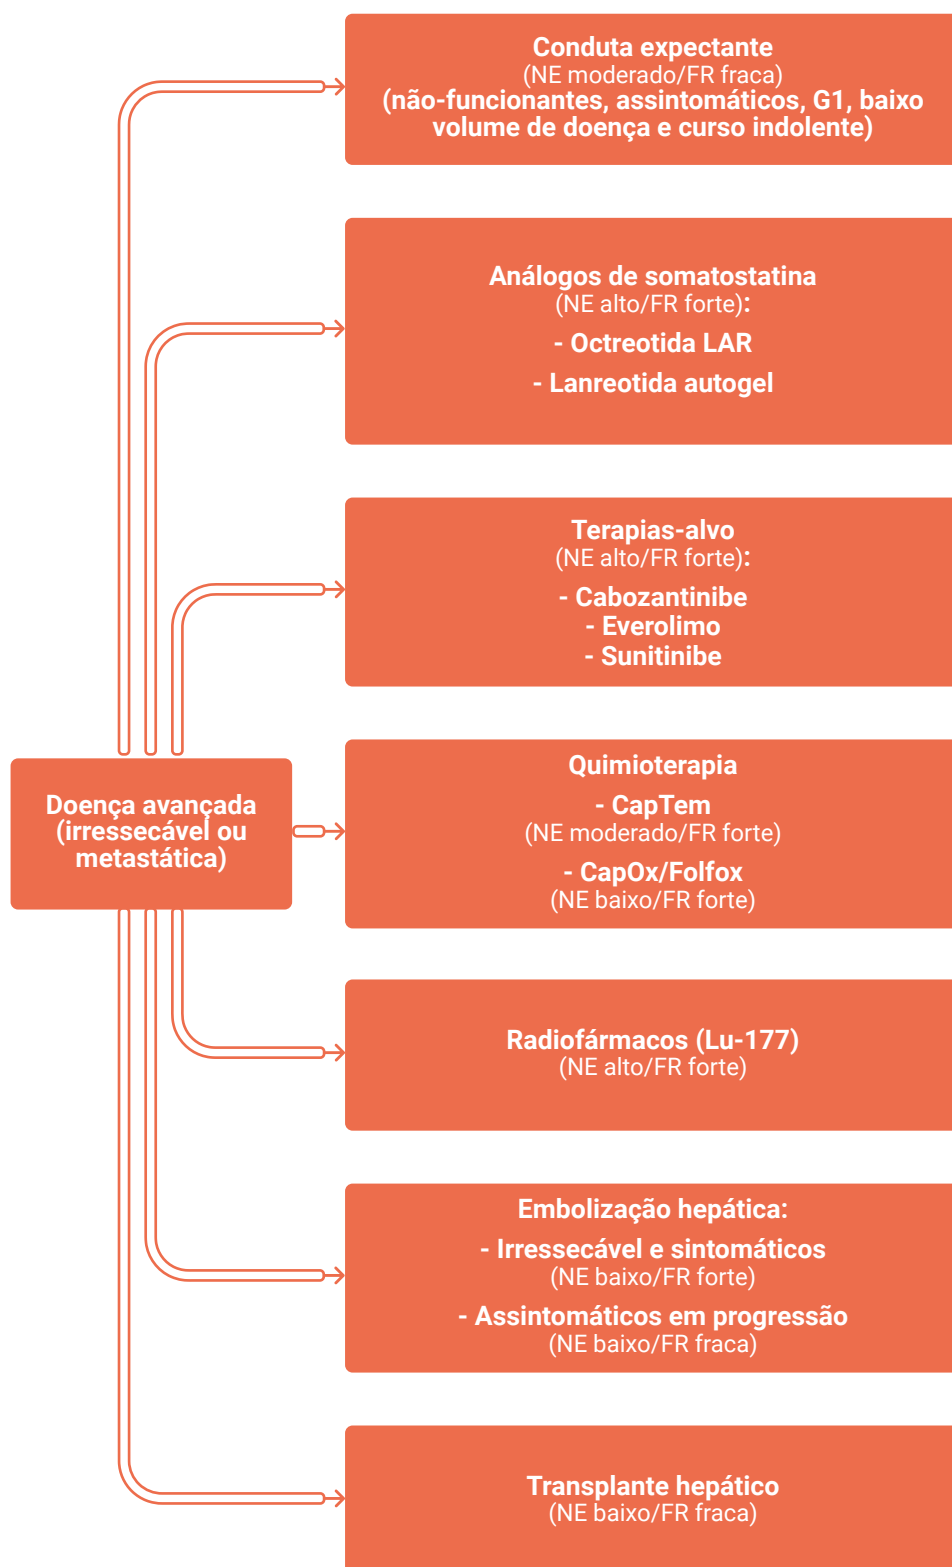 Conduta expectante
(NE moderado/FR fraca)
(não-funcionantes, assintomáticos, G1, baixo
volume de doença e curso indolente)
Análogos de somatostatina
(NE alto/FR forte):
- Octreotida LAR
- Lanreotida autogel
Terapias-alvo
(NE alto/FR forte):
- Cabozantinibe
- Everolimo
- Sunitinibe
Doença avançada
(irressecável ou
metastática)
Quimioterapia
- CapTem
(NE moderado/FR forte)
- CapOx/Folfox
(NE baixo/FR forte)
Radiofármacos (Lu-177)
(NE alto/FR forte)
Embolização hepática:
- Irressecável e sintomáticos
(NE baixo/FR forte)
- Assintomáticos em progressão
(NE baixo/FR fraca)
Transplante hepático
(NE baixo/FR fraca)